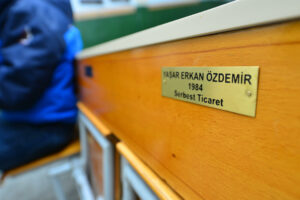 YAŞAR ERKAN ÖZDEMİR
1984
Serbest Ticaret